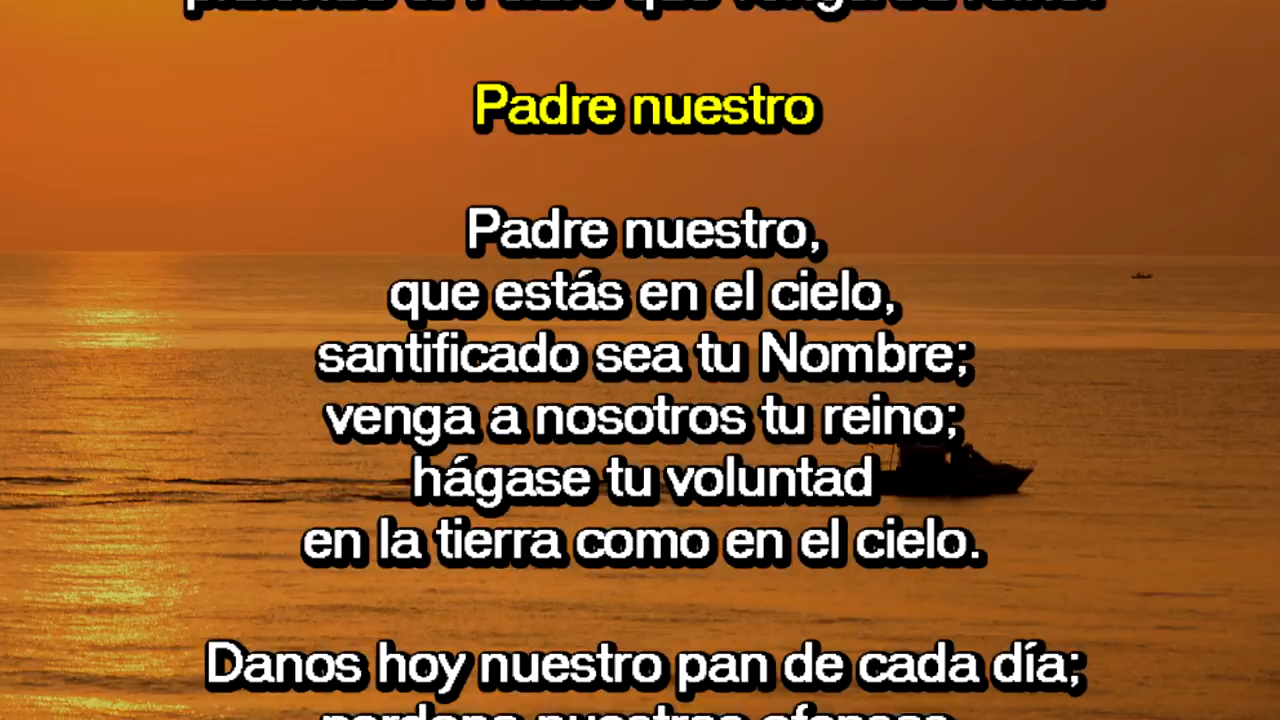 Padre nuestro
Padre nuestro,
que estás en el cielo,
santificado sea tu Nombre;
venga a nosotros tu reino;
hágase tu voluntad
en la tierra como en el cielo.
Danos hoy nuestro pan de cada día;